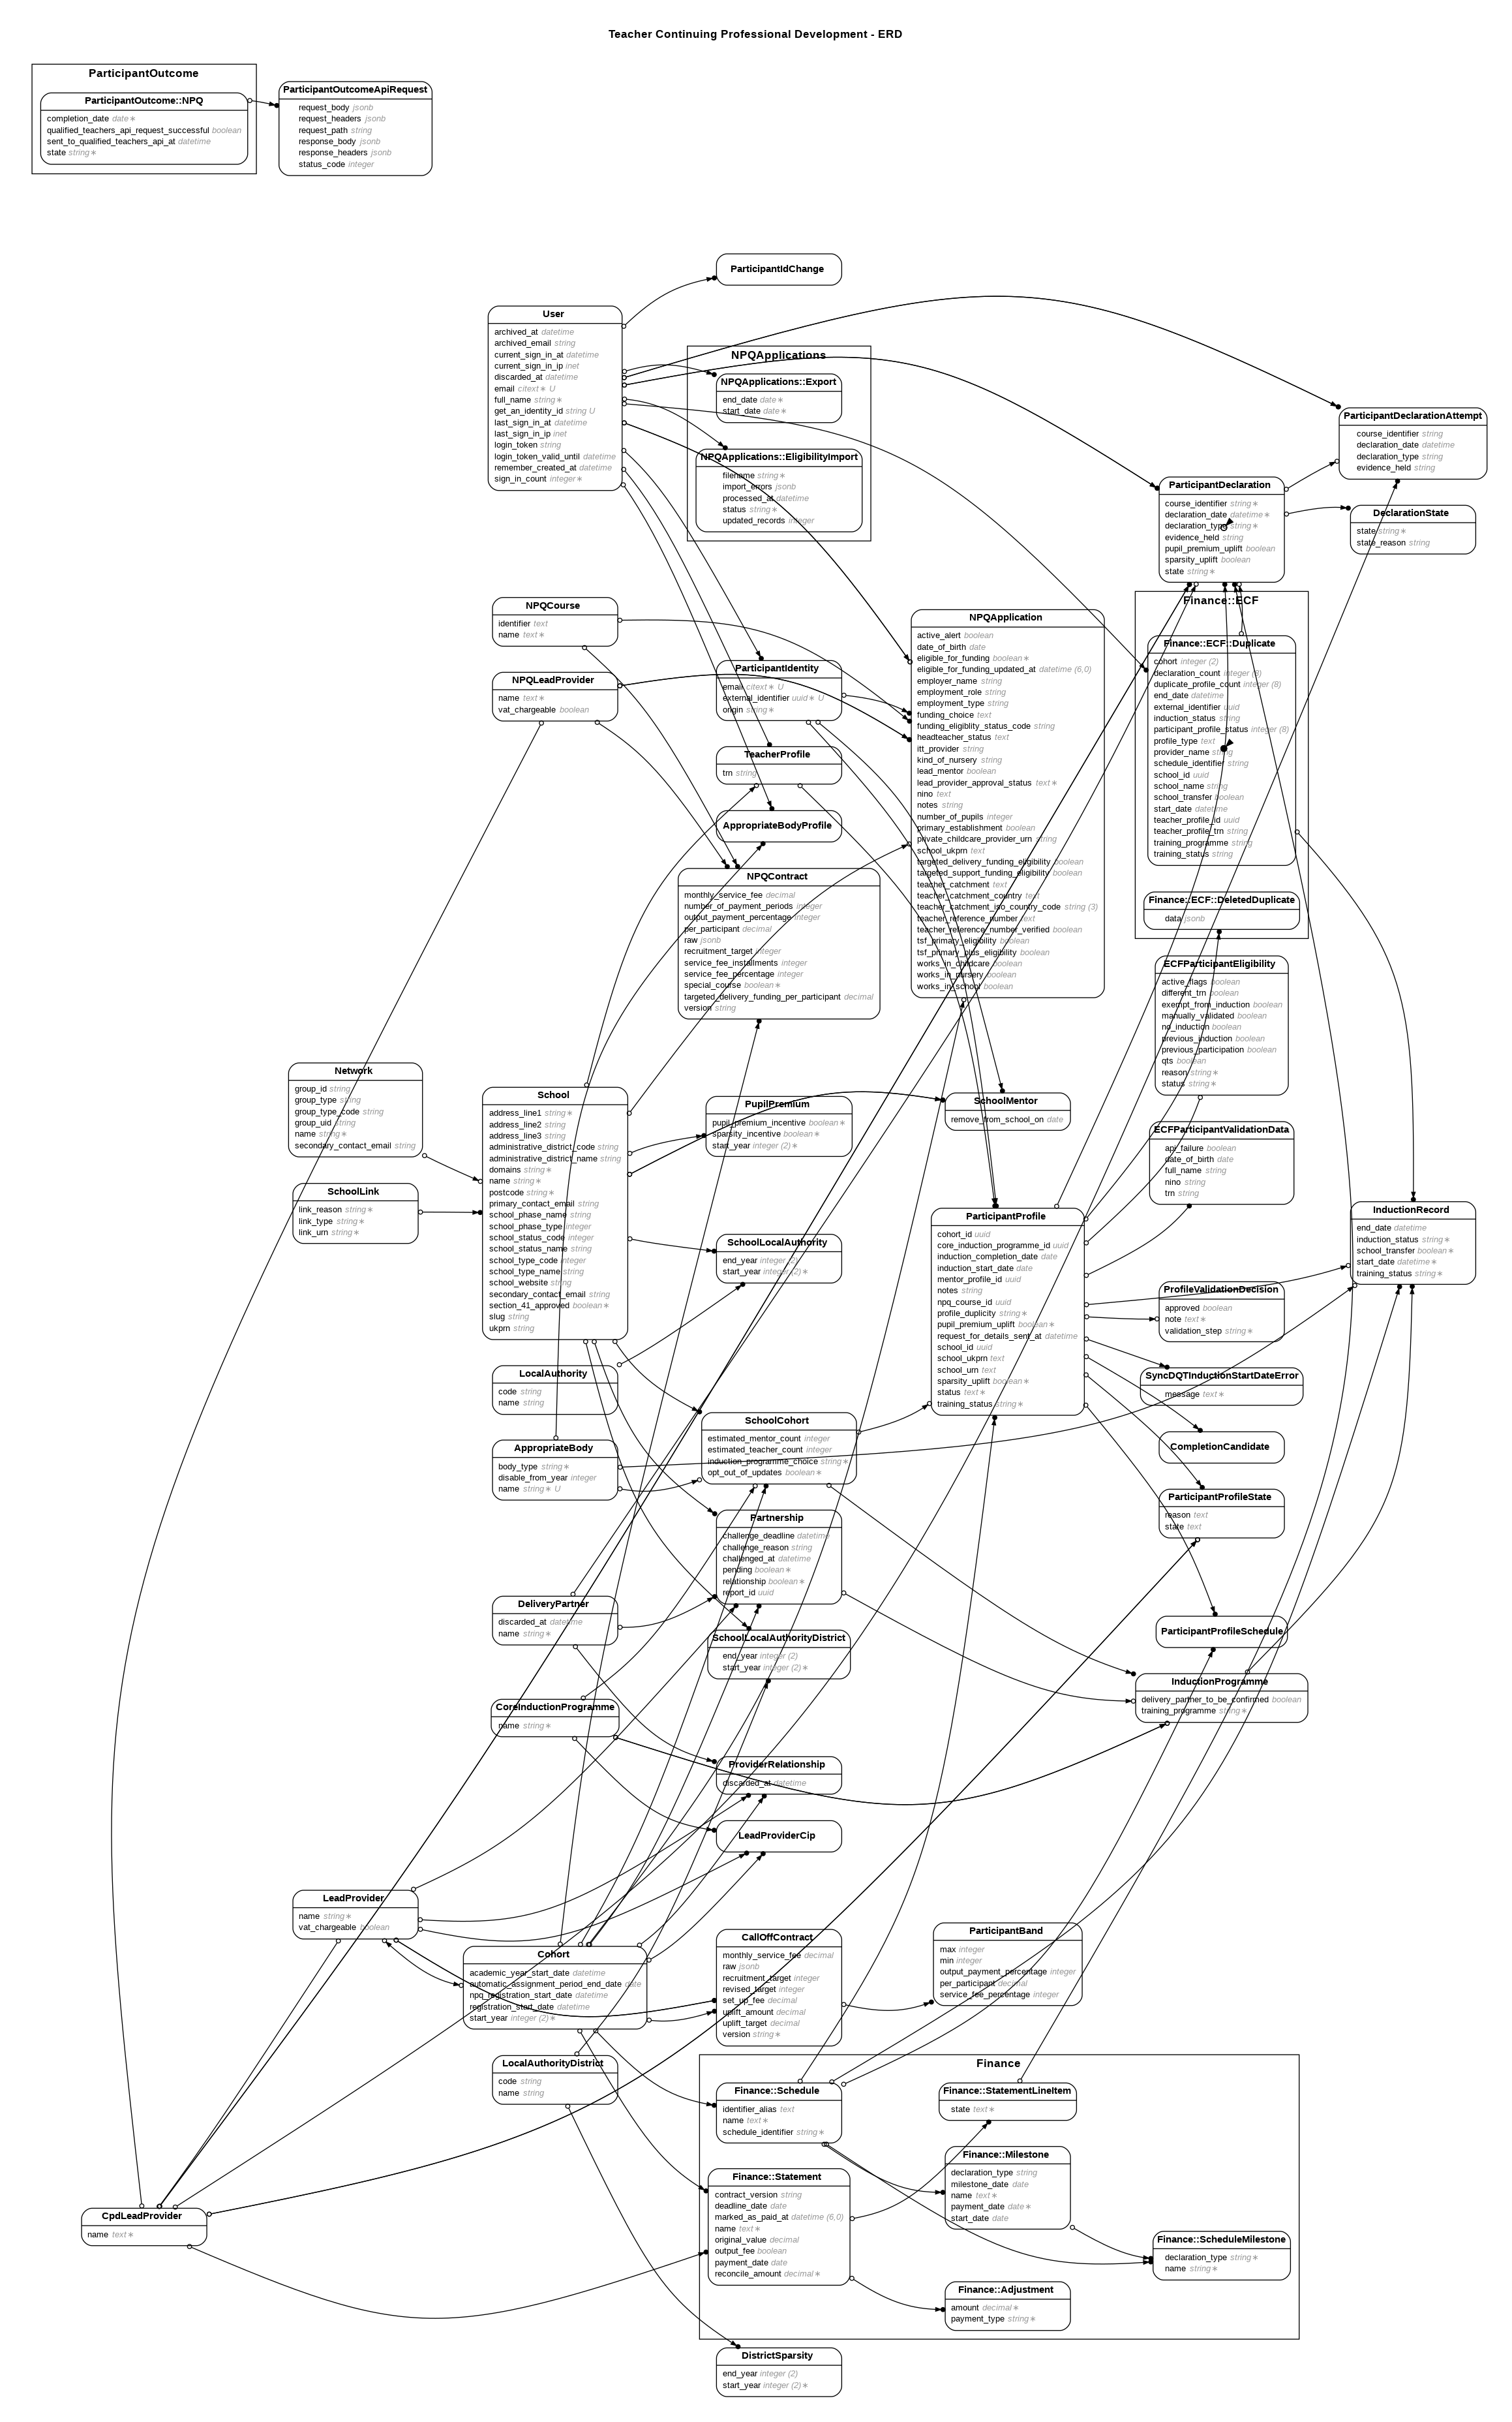 Teacher Continuing Professional Development - ERD
ParticipantOutcome
ParticipantOutcome::NPQ
completion_date date∗
qualified_teachers_api_request_successful boolean
sent_to_qualified_teachers_api_at datetime
state string∗
ParticipantOutcomeApiRequest
request_body jsonb
request_headers jsonb
request_path string
response_body jsonb
response_headers jsonb
status_code integer
ParticipantIdChange
User
archived_at datetime
archived_email string
current_sign_in_at datetime
current_sign_in_ip inet
discarded_at datetime
email citext∗ U
full_name string∗
get_an_identity_id string U
last_sign_in_at datetime
last_sign_in_ip inet
login_token string
login_token_valid_until datetime
remember_created_at datetime
sign_in_count integer∗
NPQApplications
NPQApplications::Export
end_date date∗
start_date date∗
NPQApplications::EligibilityImport
filename string∗
import_errors jsonb
processed_at datetime
status string∗
updated_records integer
ParticipantDeclarationAttempt
course_identifier string
declaration_date datetime
declaration_type string
evidence_held string
ParticipantDeclaration
course_identifier string∗
declaration_date datetime∗
declaration_type string∗
evidence_held string
pupil_premium_uplift boolean
sparsity_uplift boolean
state string∗
DeclarationState
state string∗
state_reason string
NPQCourse
identifier text
name text∗
NPQLeadProvider
name text∗
vat_chargeable boolean
ParticipantIdentity
email citext∗ U
external_identifier uuid∗ U
origin string∗
TeacherProfile
trn string
AppropriateBodyProfile
NPQContract
monthly_service_fee decimal
number_of_payment_periods integer
output_payment_percentage integer
per_participant decimal
raw jsonb
recruitment_target integer
service_fee_installments integer
service_fee_percentage integer
special_course boolean∗
targeted_delivery_funding_per_participant decimal
version string
NPQApplication
active_alert boolean
date_of_birth date
eligible_for_funding boolean∗
eligible_for_funding_updated_at datetime (6,0)
employer_name string
employment_role string
employment_type string
funding_choice text
funding_eligiblity_status_code string
headteacher_status text
itt_provider string
kind_of_nursery string
lead_mentor boolean
lead_provider_approval_status text∗
nino text
notes string
number_of_pupils integer
primary_establishment boolean
private_childcare_provider_urn string
school_ukprn text
targeted_delivery_funding_eligibility boolean
targeted_support_funding_eligibility boolean
teacher_catchment text
teacher_catchment_country text
teacher_catchment_iso_country_code string (3)
teacher_reference_number text
teacher_reference_number_verified boolean
tsf_primary_eligibility boolean
tsf_primary_plus_eligibility boolean
works_in_childcare boolean
works_in_nursery boolean
works_in_school boolean
Finance::ECF
Finance::ECF::Duplicate
cohort integer (2)
declaration_count integer (8)
duplicate_profile_count integer (8)
end_date datetime
external_identifier uuid
induction_status string
participant_profile_status integer (8)
profile_type text
provider_name string
schedule_identifier string
school_id uuid
school_name string
school_transfer boolean
start_date datetime
teacher_profile_id uuid
teacher_profile_trn string
training_programme string
training_status string
Finance::ECF::DeletedDuplicate
data jsonb
ECFParticipantEligibility
active_flags boolean
different_trn boolean
exempt_from_induction boolean
manually_validated boolean
no_induction boolean
previous_induction boolean
previous_participation boolean
qts boolean
reason string∗
status string∗
ECFParticipantValidationData
api_failure boolean
date_of_birth date
full_name string
nino string
trn string
Network
group_id string
group_type string
group_type_code string
group_uid string
name string∗
secondary_contact_email string
SchoolLink
link_reason string∗
link_type string∗
link_urn string∗
School
address_line1 string∗
address_line2 string
address_line3 string
administrative_district_code string
administrative_district_name string
domains string∗
name string∗
postcode string∗
primary_contact_email string
school_phase_name string
school_phase_type integer
school_status_code integer
school_status_name string
school_type_code integer
school_type_name string
school_website string
secondary_contact_email string
section_41_approved boolean∗
slug string
ukprn string
PupilPremium
pupil_premium_incentive boolean∗
sparsity_incentive boolean∗
start_year integer (2)∗
SchoolMentor
remove_from_school_on date
SchoolLocalAuthority
end_year integer (2)
start_year integer (2)∗
ParticipantProfile
cohort_id uuid
core_induction_programme_id uuid
induction_completion_date date
induction_start_date date
mentor_profile_id uuid
notes string
npq_course_id uuid
profile_duplicity string∗
pupil_premium_uplift boolean∗
request_for_details_sent_at datetime
school_id uuid
school_ukprn text
school_urn text
sparsity_uplift boolean∗
status text∗
training_status string∗
InductionRecord
end_date datetime
induction_status string∗
school_transfer boolean∗
start_date datetime∗
training_status string∗
ProfileValidationDecision
approved boolean
note text∗
validation_step string∗
SyncDQTInductionStartDateError
message text∗
CompletionCandidate
ParticipantProfileState
reason text
state text
LocalAuthority
code string
name string
AppropriateBody
body_type string∗
disable_from_year integer
name string∗ U
SchoolCohort
estimated_mentor_count integer
estimated_teacher_count integer
induction_programme_choice string∗
opt_out_of_updates boolean∗
Partnership
challenge_deadline datetime
challenge_reason string
challenged_at datetime
pending boolean∗
relationship boolean∗
report_id uuid
DeliveryPartner
discarded_at datetime
name string∗
SchoolLocalAuthorityDistrict
end_year integer (2)
start_year integer (2)∗
ParticipantProfileSchedule
InductionProgramme
delivery_partner_to_be_confirmed boolean
training_programme string∗
CoreInductionProgramme
name string∗
ProviderRelationship
discarded_at datetime
LeadProviderCip
LeadProvider
name string∗
vat_chargeable boolean
Cohort
academic_year_start_date datetime
automatic_assignment_period_end_date date
npq_registration_start_date datetime
registration_start_date datetime
start_year integer (2)∗
CallOffContract
monthly_service_fee decimal
raw jsonb
recruitment_target integer
revised_target integer
set_up_fee decimal
uplift_amount decimal
uplift_target decimal
version string∗
ParticipantBand
max integer
min integer
output_payment_percentage integer
per_participant decimal
service_fee_percentage integer
LocalAuthorityDistrict
code string
name string
Finance
Finance::Schedule
identifier_alias text
name text∗
schedule_identifier string∗
Finance::StatementLineItem
state text∗
Finance::Milestone
declaration_type string
milestone_date date
name text∗
payment_date date∗
start_date date
Finance::Statement
contract_version string
deadline_date date
marked_as_paid_at datetime (6,0)
name text∗
original_value decimal
output_fee boolean
payment_date date
reconcile_amount decimal∗
Finance::ScheduleMilestone
declaration_type string∗
name string∗
Finance::Adjustment
amount decimal∗
payment_type string∗
CpdLeadProvider
name text∗
DistrictSparsity
end_year integer (2)
start_year integer (2)∗